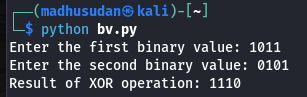 ┌──(madhusudan㉿kali)-[~]
└─$ python bv.py
Enter the first binary value: 1011
Enter the second binary value: 0101
Result of XOR operation: 1110